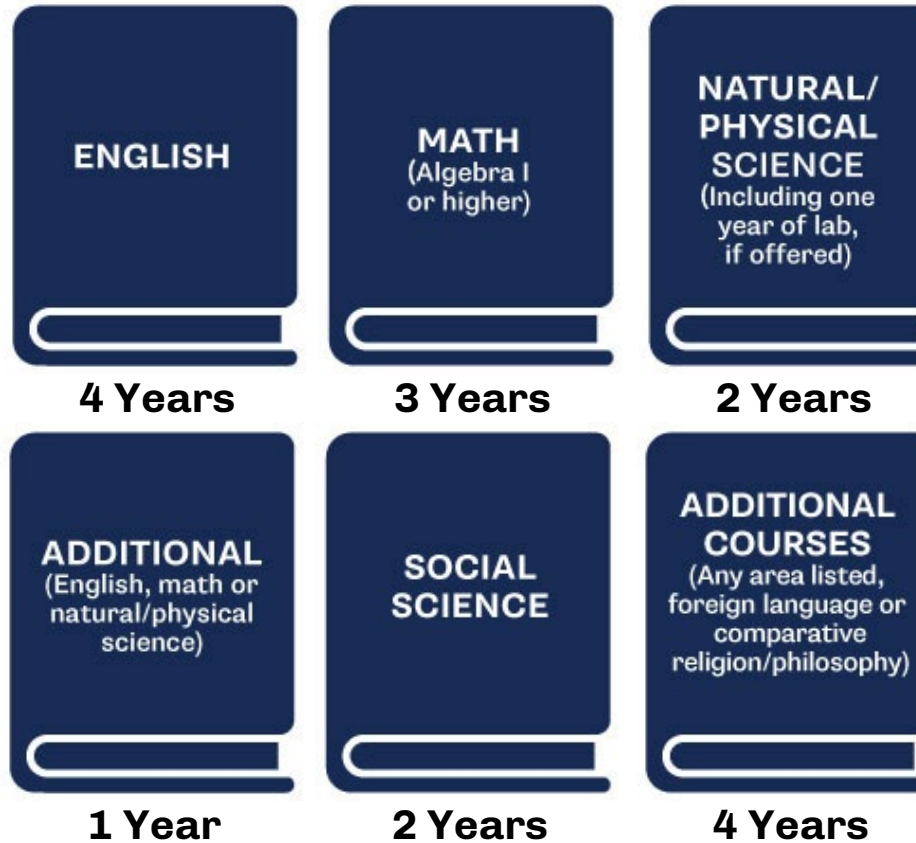 ENGLISH
4 Years
MATH
(Algebra I
or higher)
3 Years
NATURAL/
PHYSICAL
SCIENCE
(Including one
year of lab,
if offered)
2 Years
ADDITIONAL
(English, math or
natural/physical
science)
1 Year
SOCIAL
SCIENCE
2 Years
ADDITIONAL
COURSES
(Any area listed,
foreign language or
comparative
religion/philosophy)
4 Years